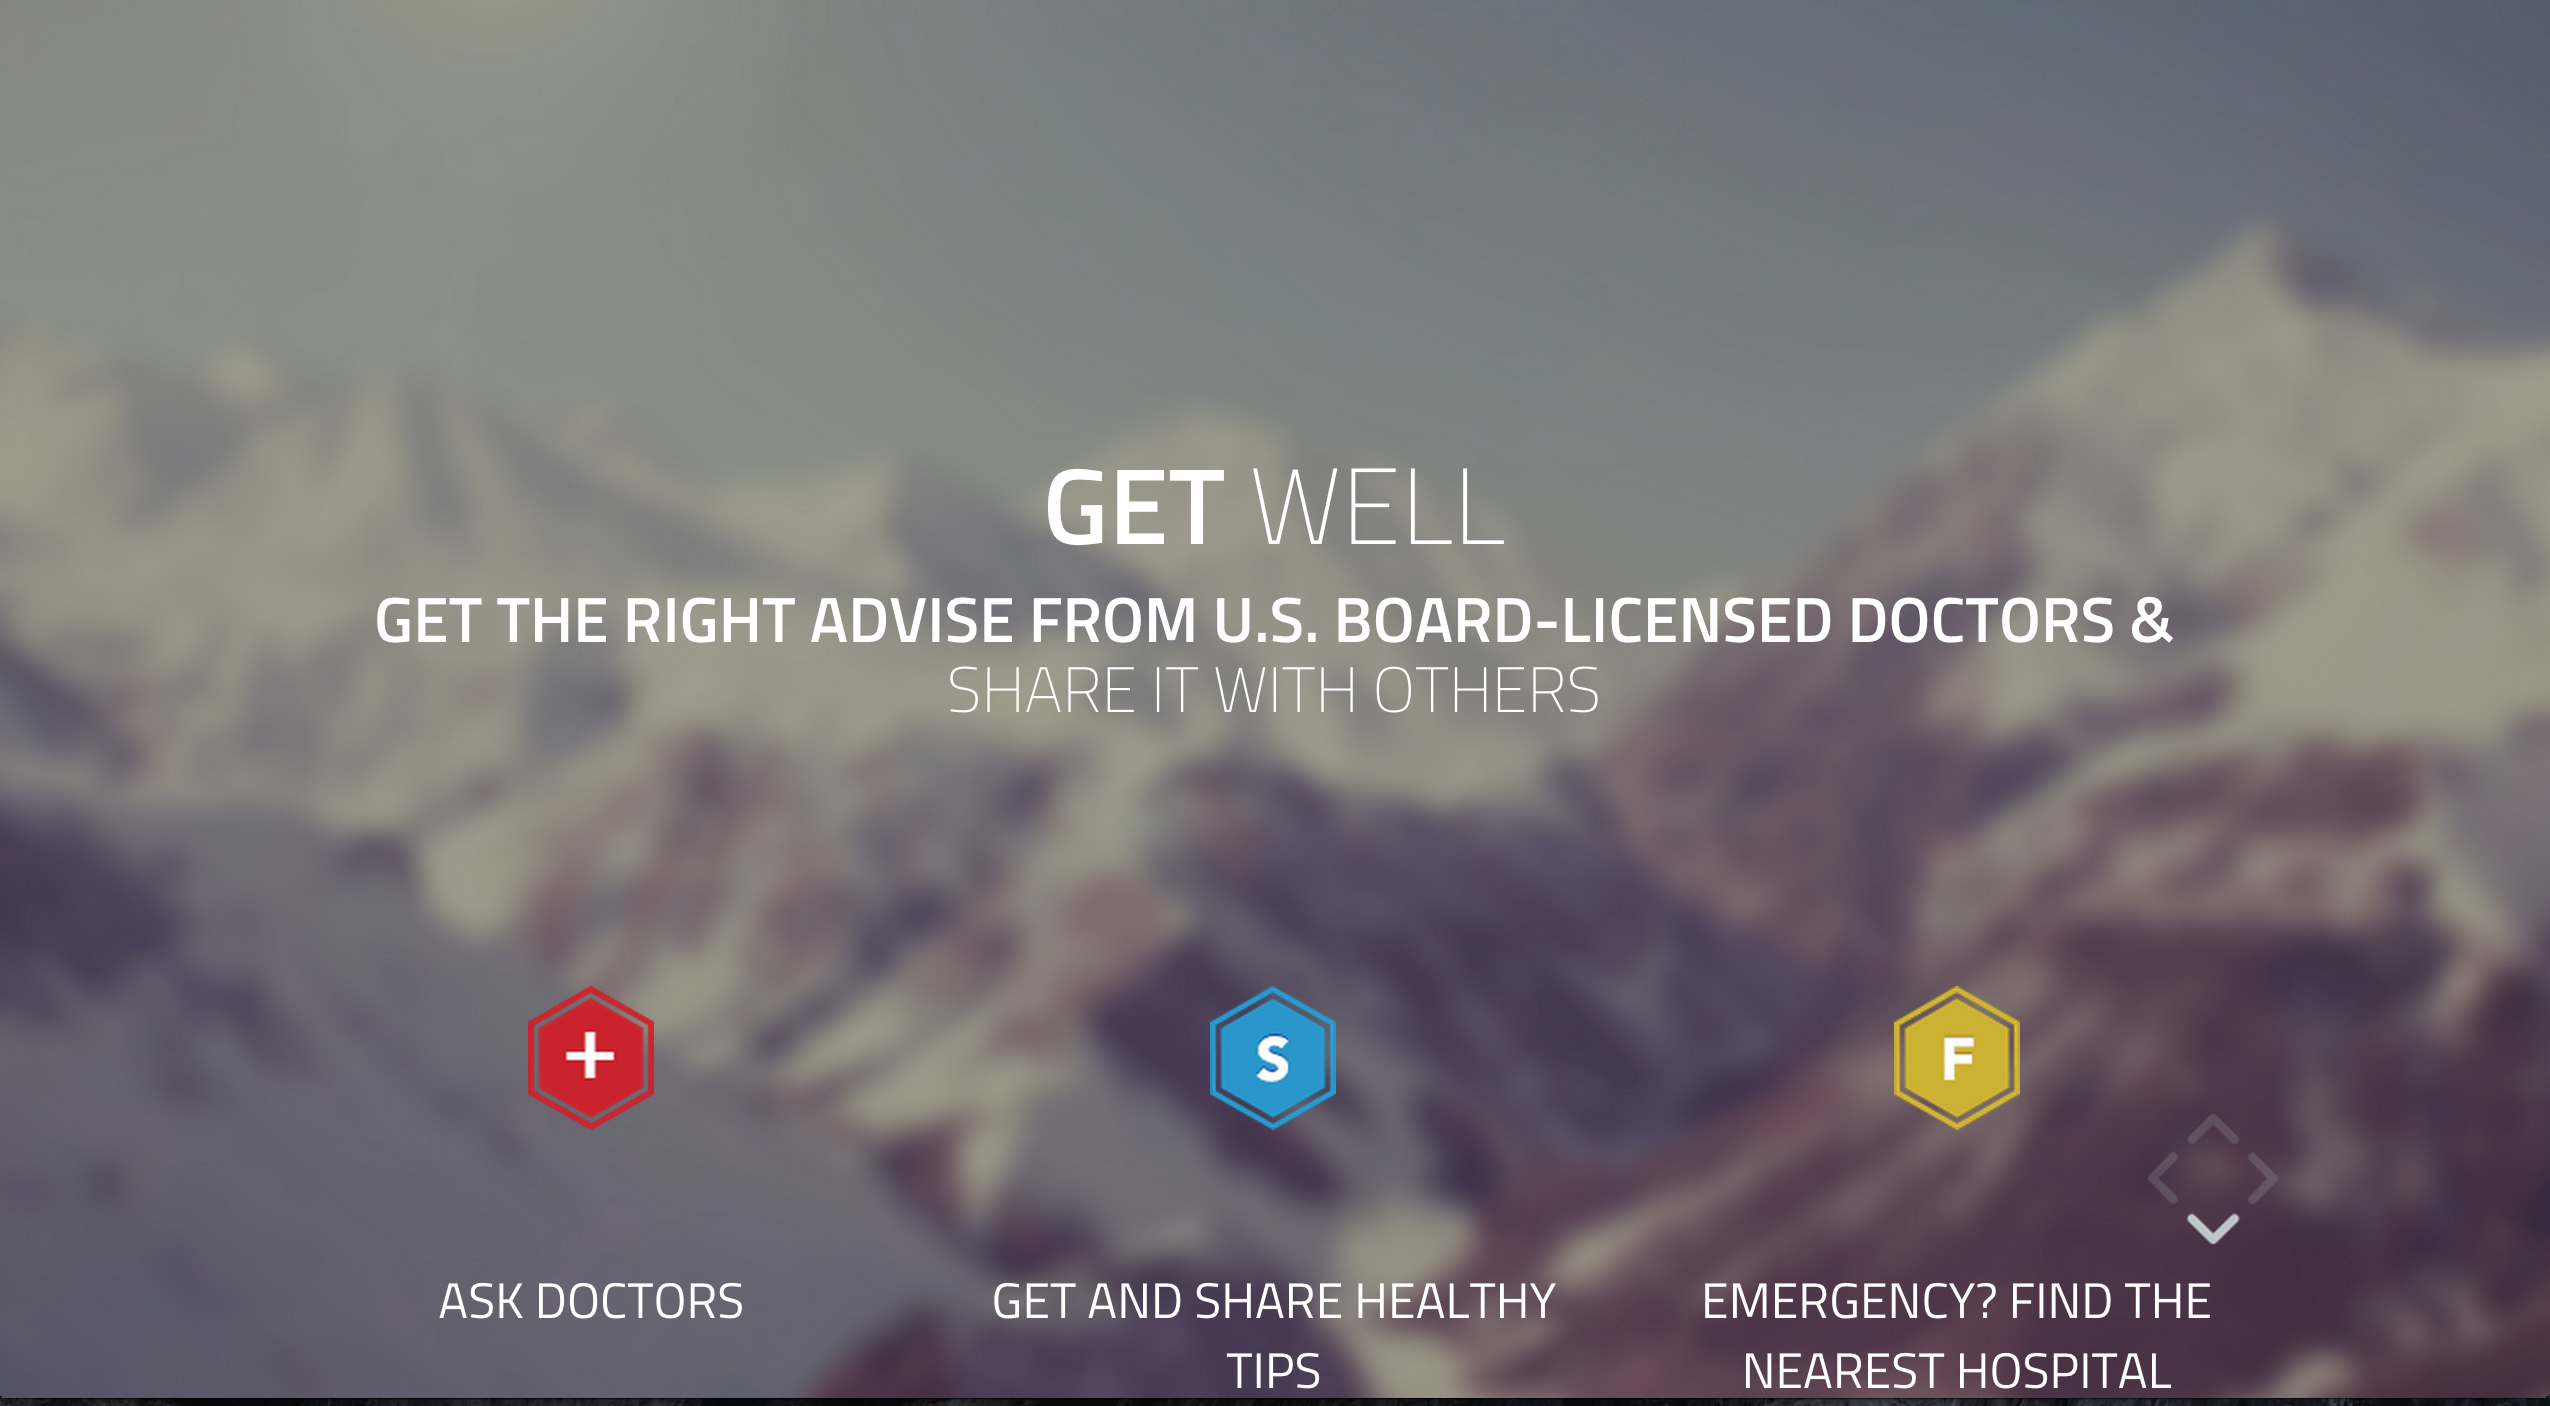 GET WELL
GET THE RIGHT ADVISE FROM U.S. BOARD-LICENSED DOCTORS &
SHARE IT WITH OTHERS
+
ASK DOCTORS
S
GET AND SHARE HEALTHY
TIPS
F
EMERGENCY? FIND THE
NEAREST HOSPITAL